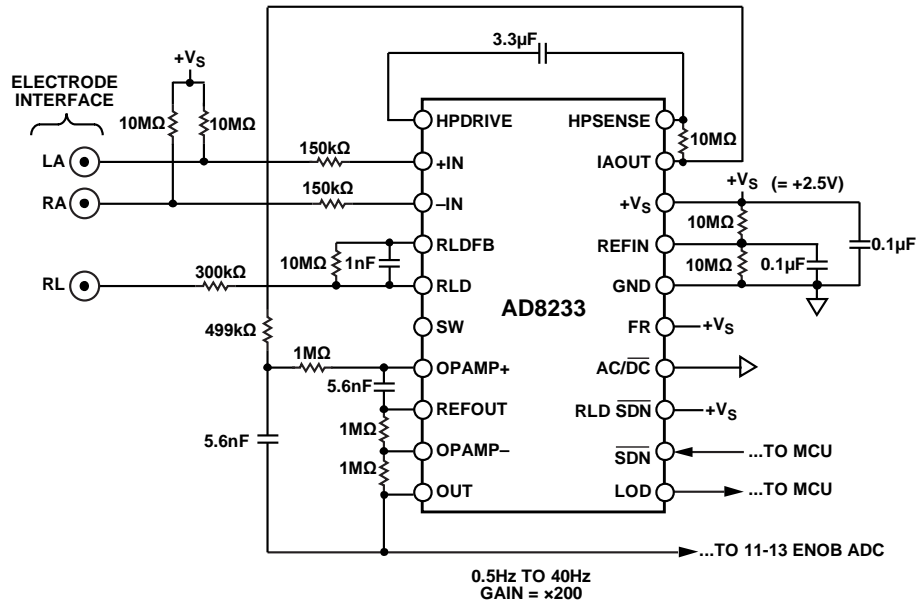 3.3µF
+VS
ELECTRODE
INTERFACE
10MΩ
10MΩ
LA
RA
RL
150kΩ
150kΩ
10MΩ
1nF
300kΩ
499kΩ
1MΩ
5.6nF
1MΩ
1MΩ
5.6nF
HPDRIVE
+IN
–IN
RLDFB
RLD
SW
OPAMP+
REFOUT
OPAMP–
OUT
AD8233
HPSENSE
IAOUT
+VS
REFIN
GND
FR
AC/DC
RLD SDN
SDN
LOD
10MΩ
+VS (= +2.5V)
10MΩ
10MΩ
0.1µF
0.1µF
+VS
+VS
...TO MCU
...TO MCU
...TO 11-13 ENOB ADC
0.5Hz TO 40Hz
GAIN = ×200